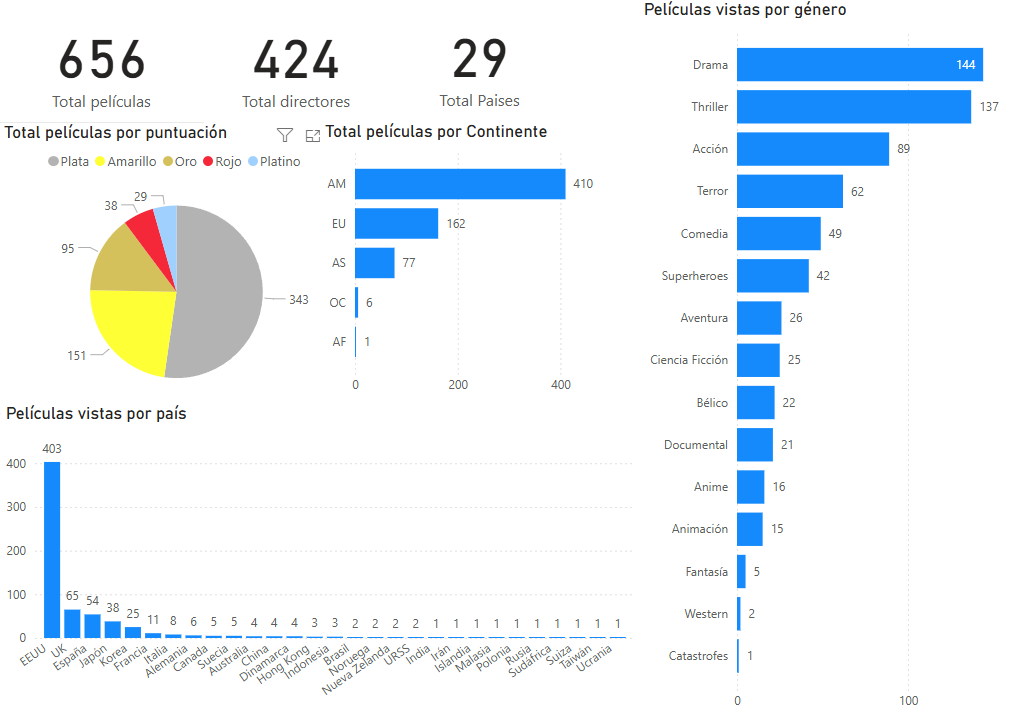 656
Total películas
424
Total directores
29
Total Paises
Total películas por puntuación
Plata Amarillo Oro Rojo Platino
29
38
95
151
343
Total películas por Continente
AM 410
EU 162
AS 77
OC 6
AF 1
0 200 400
Películas vistas por país
400
300
200
100
0
403 65 54 38 25 11 8 6 5 5 4 4 4 3 3 2 2 2 2 1 1 1 1 1 1 1 1 1 1
EEUU UK España Japón Korea Francia Italia Alemania Canada Suecia Australia China Dinamarca Hong Kong Indonesia Brasil Noruega Nueva Zelanda URSS India Irán Islandia Malasia Polonia Rusia Sudáfrica Suiza Taiwán Ucrania
Películas vistas por género
Drama 144
Thriller 137
Acción 89
Terror 62
Comedia 49
Superheroes 42
Aventura 26
Ciencia Ficción 25
Bélico 22
Documental 21
Anime 16
Animación 15
Fantasía 5
Western 2
Catastrofes 1
0 100